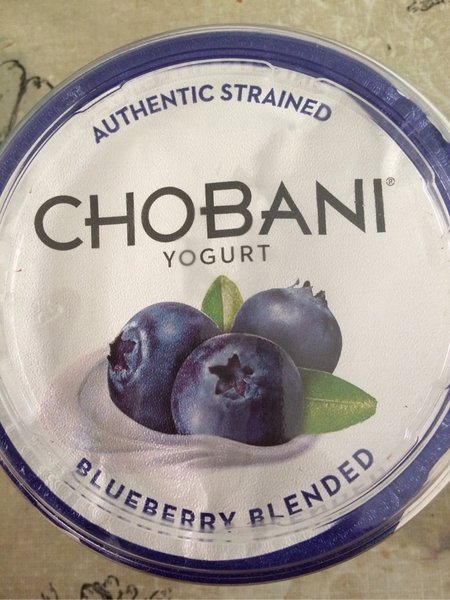 AUTHENTIC STRAINED
CHOBANI®
YOGURT
BLUEBERRY BLENDED